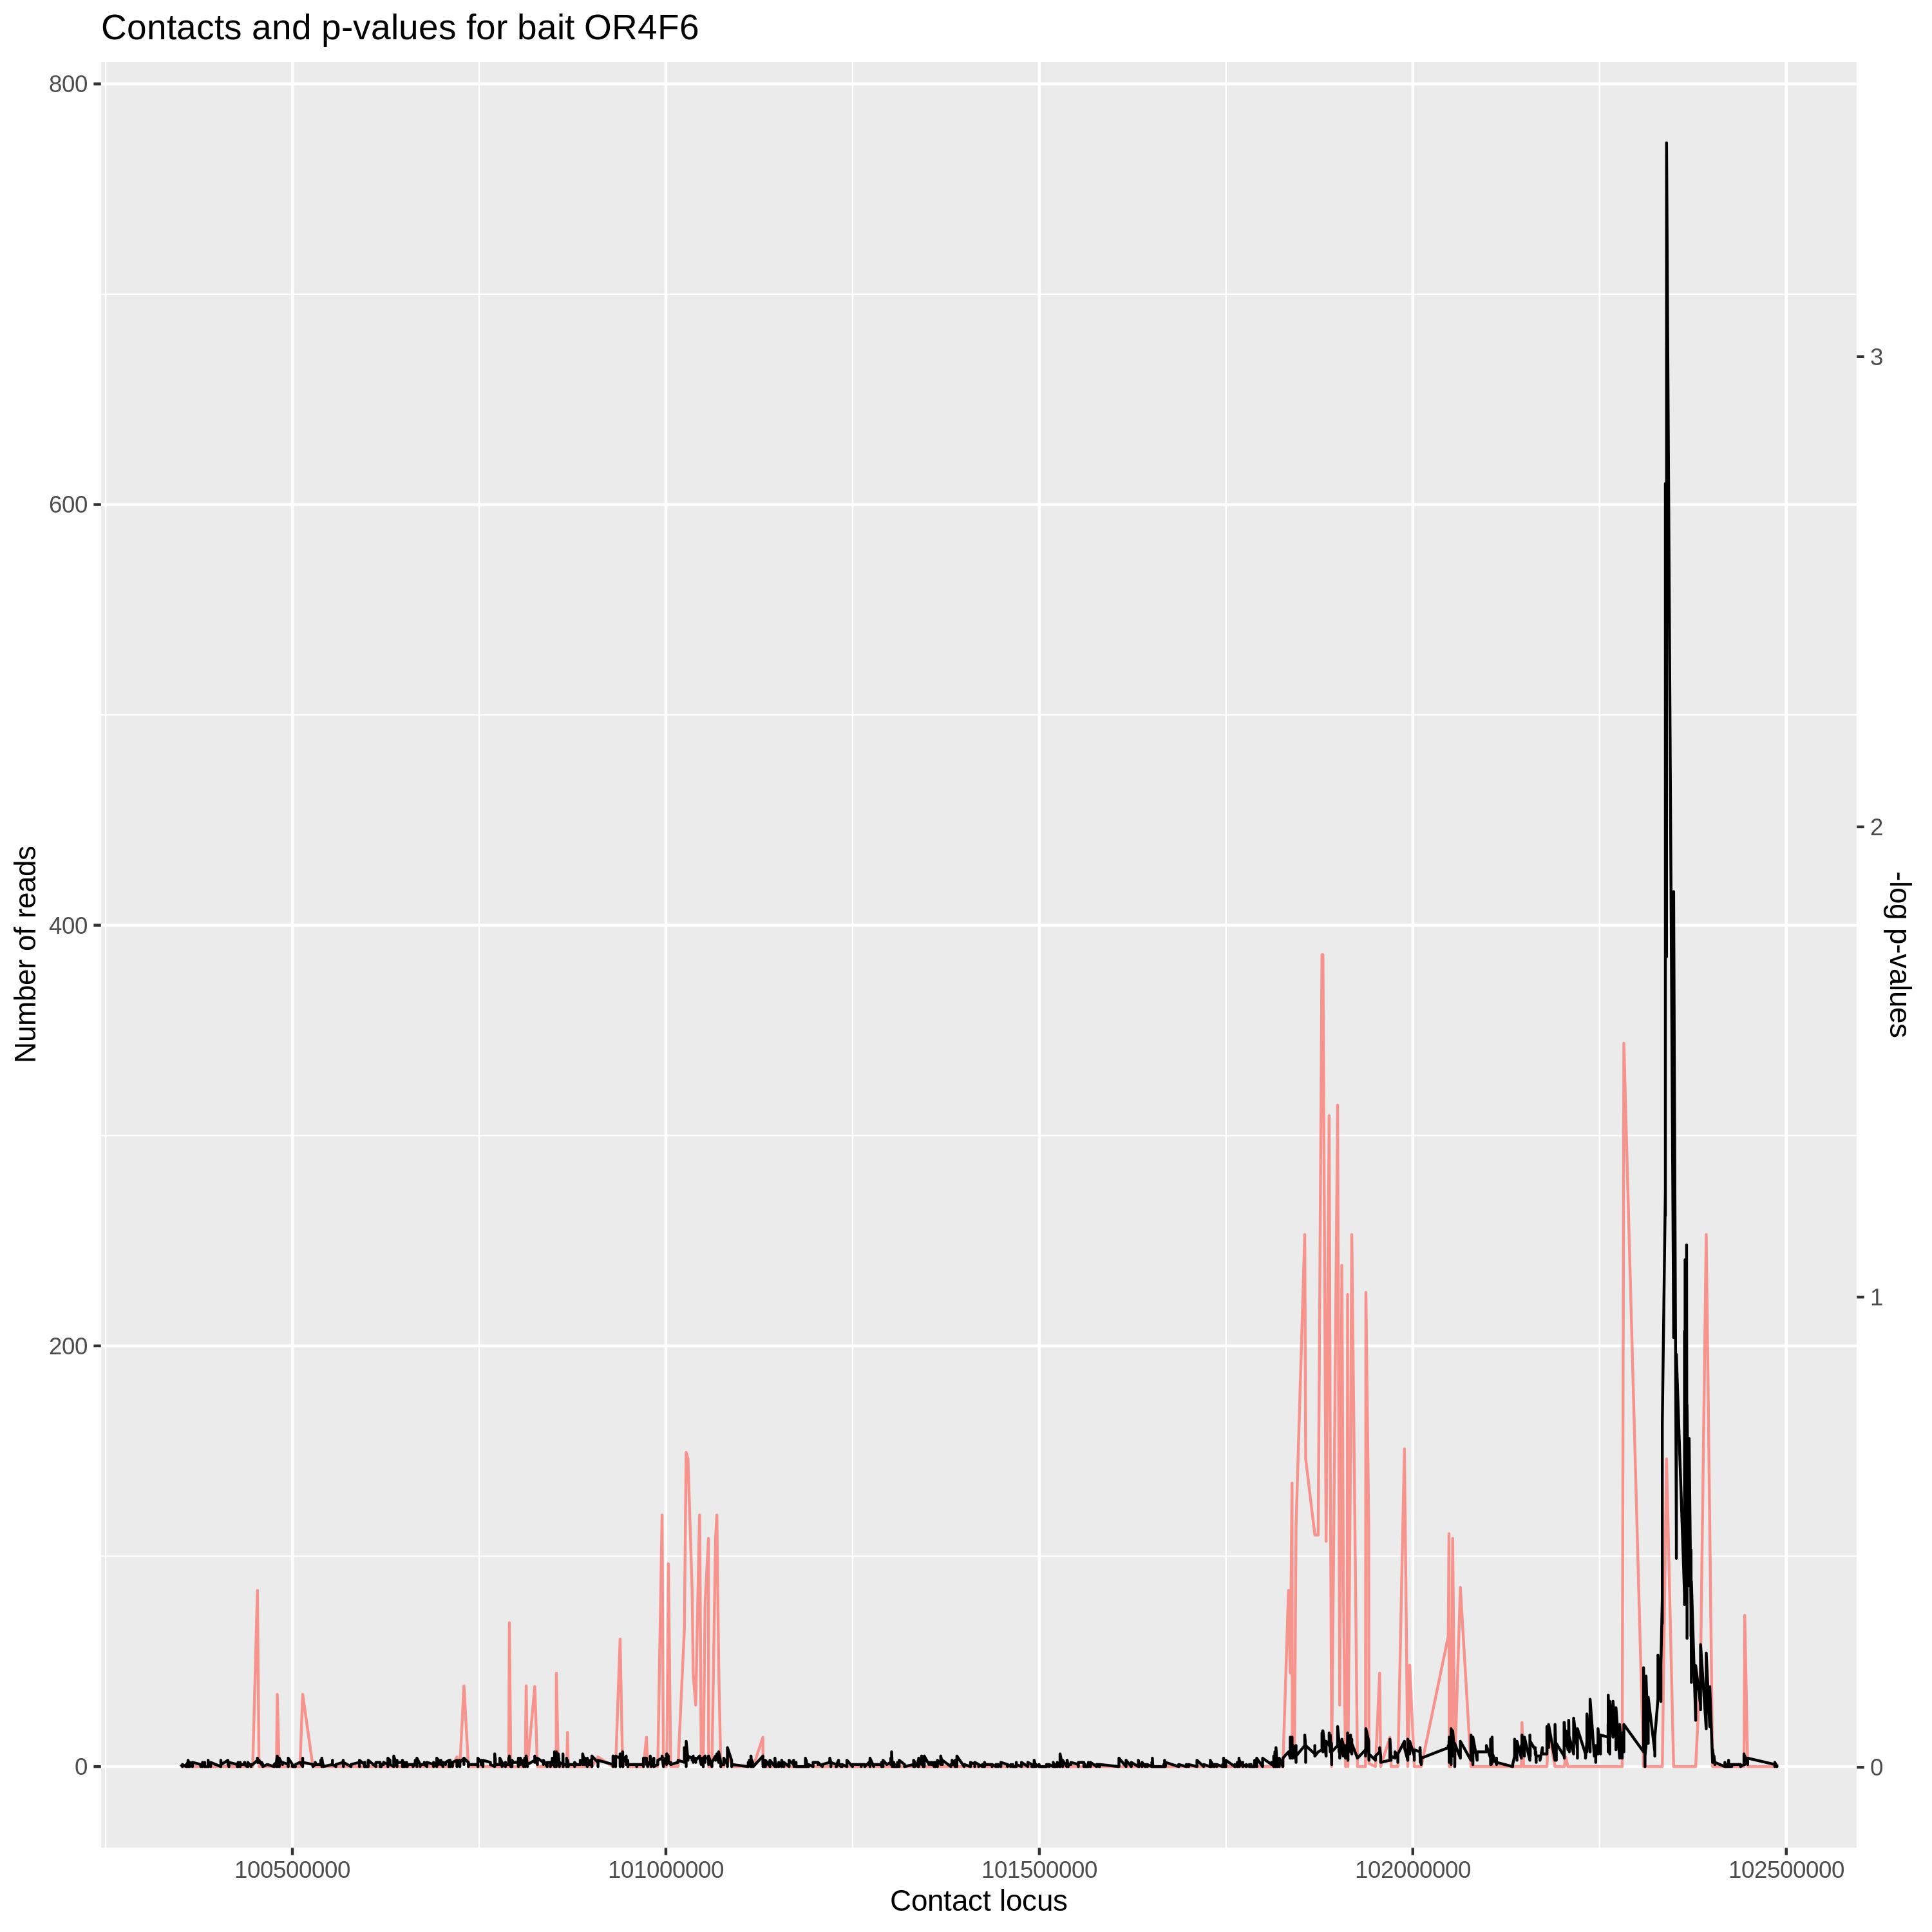 Contacts and p-values for bait OR4F6
800
600
400
200
0
Number of reads
3
2
1
0
-log p-values
100500000 101000000 101500000 102000000 102500000
Contact locus